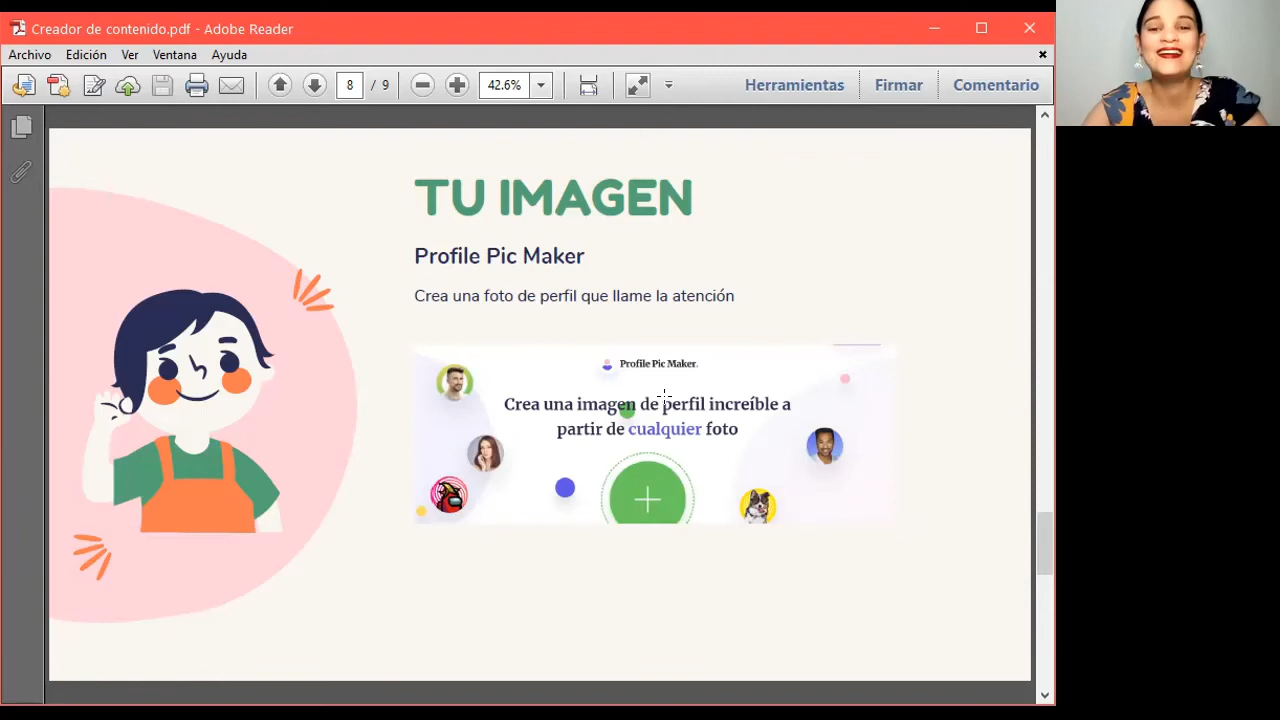 Creador de contenido.pdf - Adobe Reader
Archivo Edición Ver Ventana Ayuda
8 / 9 42.6% Herramientas Firmar Comentario
TU IMAGEN
Profile Pic Maker
Crea una foto de perfil que llame la atención
Profile Pic Maker.
Crea una imagen de perfil increíble a
partir de cualquier foto